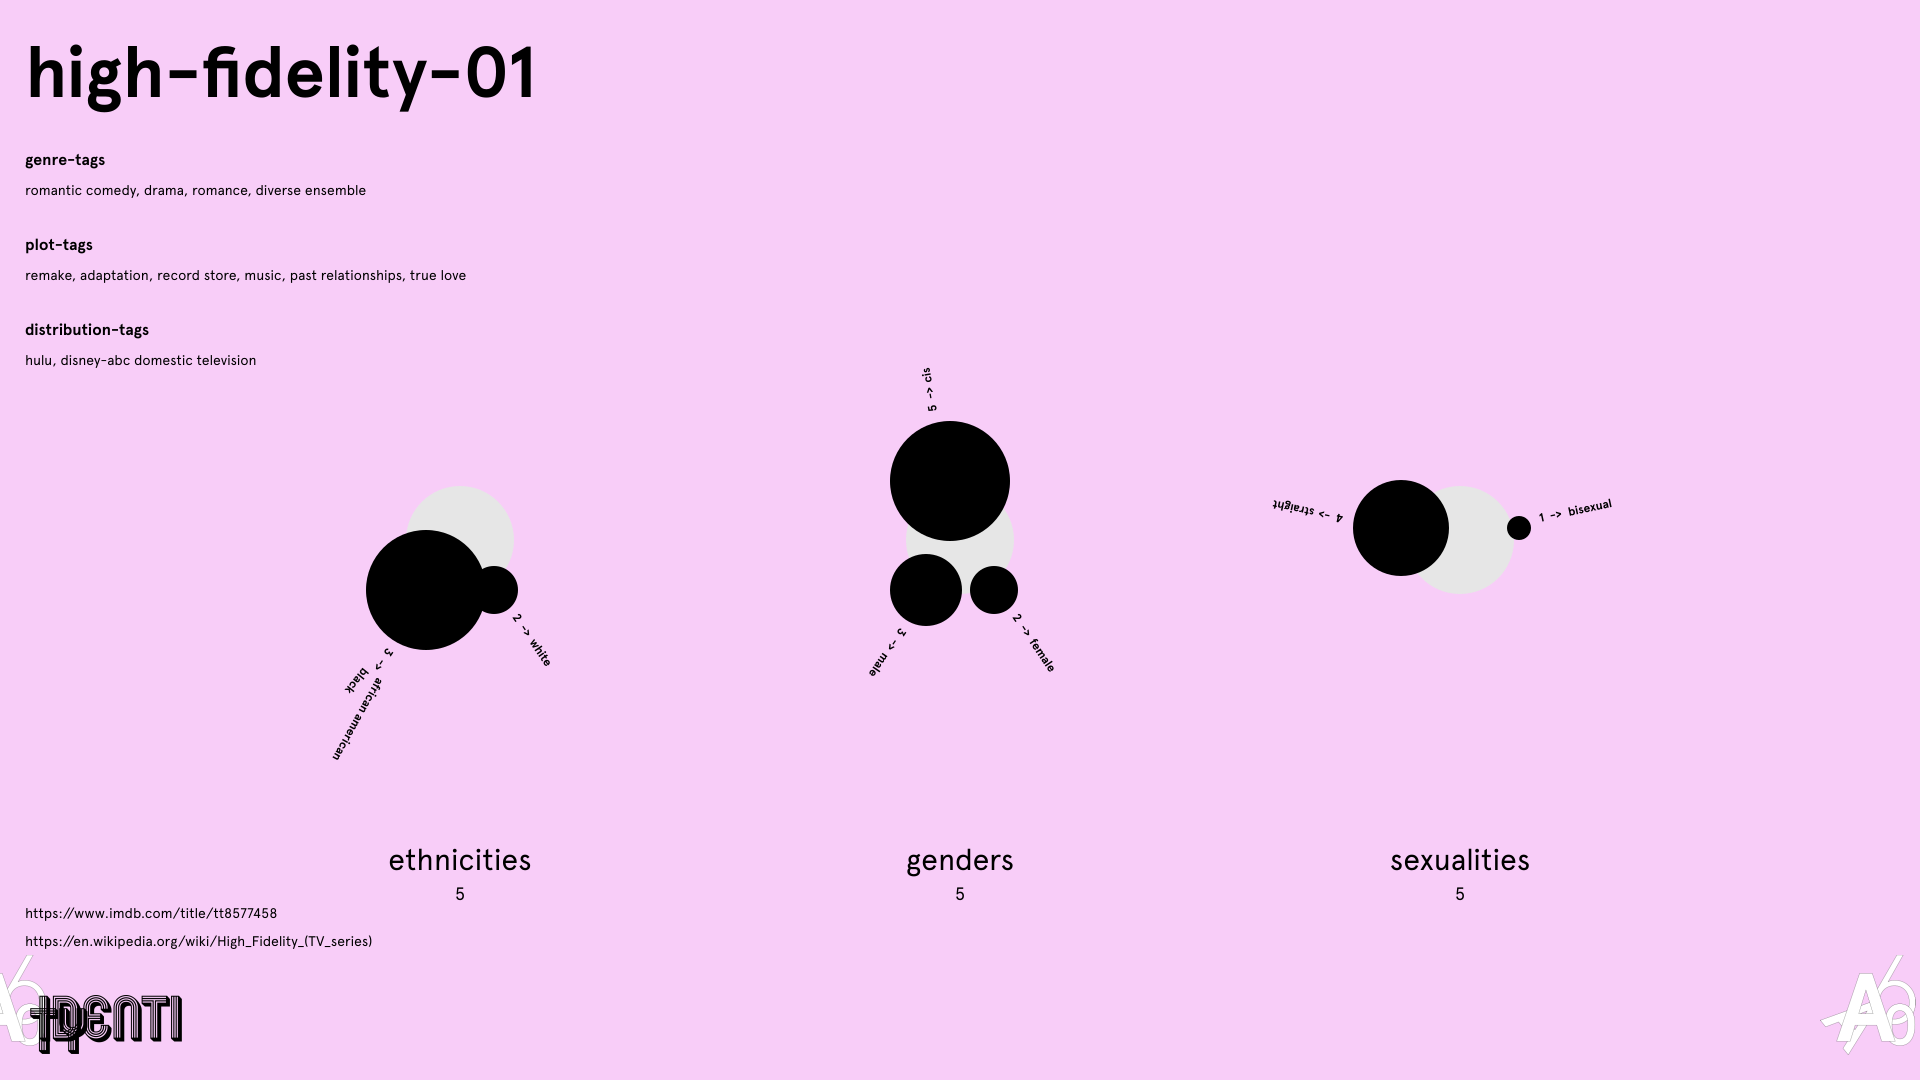 high-fidelity-01
genre-tags
romantic comedy, drama, romance, diverse ensemble
plot-tags
remake, adaptation, record store, music, past relationships, true love
distribution-tags
hulu, disney-abc domestic television
3 -> african american
black
2 -> white
5 -> cis
3 -> male
2 -> female
4 -> straight
1 -> bisexual
ethnicities
5
genders
5
sexualities
5
https://www.imdb.com/title/tt8577458
https://en.wikipedia.org/wiki/High_Fidelity_(TV_series)
IDENTI